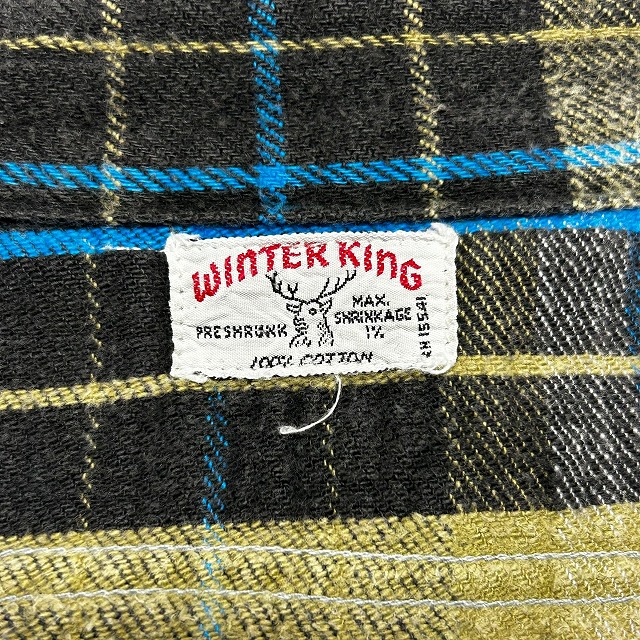 WINTER KING
PRESHRUNK
MAX.
SHRINKAGE
1%
100% COTTON